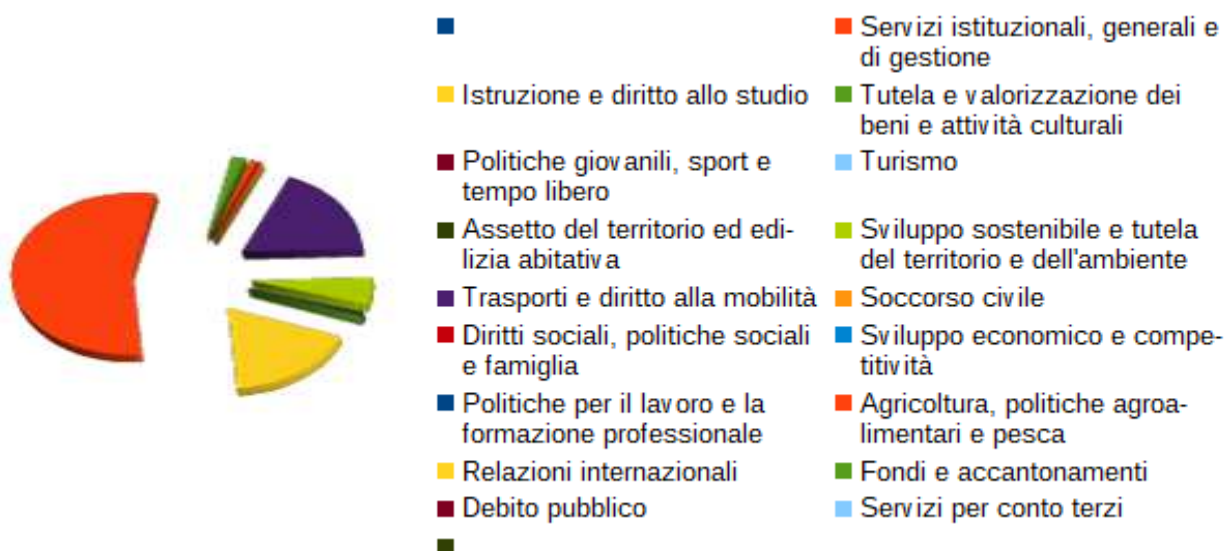 Servizi istituzionali, generali e
di gestione
Istruzione e diritto allo studio
Tutela e valorizzazione dei
beni e attività culturali
Politiche giovanili, sport e
tempo libero
Turismo
Assetto del territorio ed edi-
lizia abitativa
Sviluppo sostenibile e tutela
del territorio e dell'ambiente
Trasporti e diritto alla mobilità
Soccorso civile
Diritti sociali, politiche sociali
e famiglia
Sviluppo economico e compe-
titività
Politiche per il lavoro e la
formazione professionale
Agricoltura, politiche agroa-
limentari e pesca
Relazioni internazionali
Fondi e accantonamenti
Debito pubblico
Servizi per conto terzi